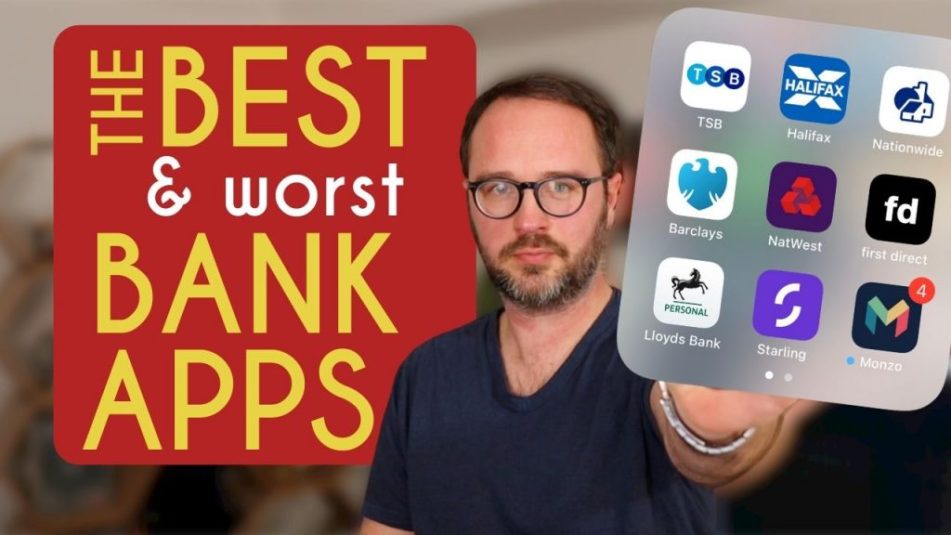 THE BEST
& worst
BANK
APPS
TSB
TSB
HALIFAX
Halifax
Nationwide
Barclays
NatWest
fd
first direct
PERSONAL
Lloyds Bank
Starling
4
Monzo